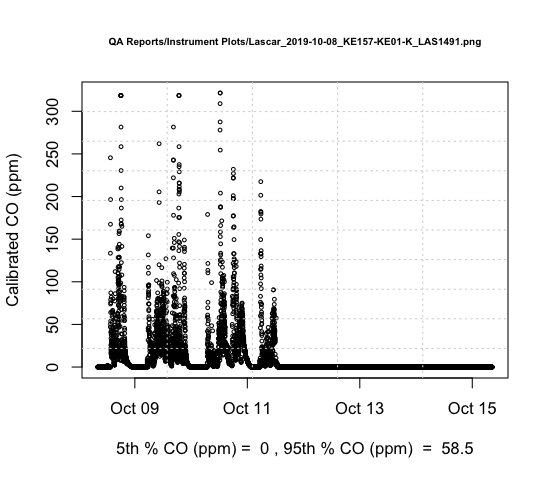 QA Reports/Instrument Plots/Lascar_2019-10-08_KE157-KE01-K_LAS1491.png
Calibrated CO (ppm)
300
250
200
150
100
50
0
Oct 09 Oct 11 Oct 13 Oct 15
5th % CO (ppm) = 0 , 95th % CO (ppm) = 58.5